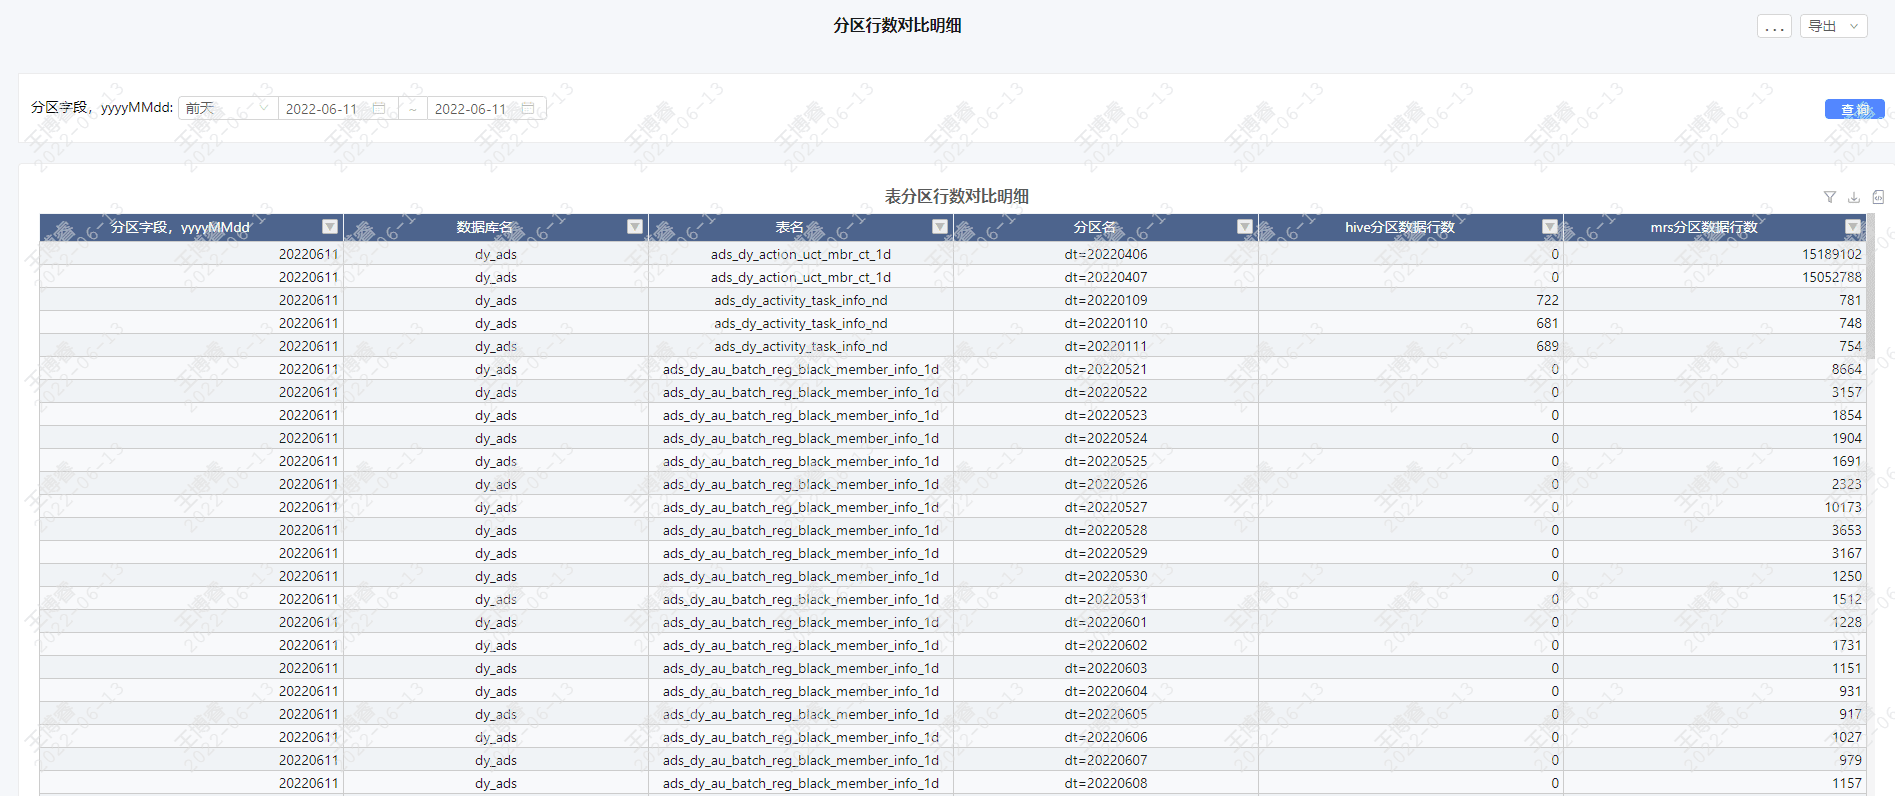 分区行数对比明细
... 导出
分区字段，yyyyMMdd: 前天 2022-06-11 ~ 2022-06-11 查询
表分区行数对比明细
分区字段，yyyyMMdd 数据库名 表名 分区名 hive分区数据行数 mrs分区数据行数
20220611 dy_ads ads_dy_action_uct_mbr_ct_1d dt=20220406 0 15189102
20220611 dy_ads ads_dy_action_uct_mbr_ct_1d dt=20220407 0 15052788
20220611 dy_ads ads_dy_activity_task_info_nd dt=20220109 722 781
20220611 dy_ads ads_dy_activity_task_info_nd dt=20220110 681 748
20220611 dy_ads ads_dy_activity_task_info_nd dt=20220111 689 754
20220611 dy_ads ads_dy_au_batch_reg_black_member_info_1d dt=20220521 0 8664
20220611 dy_ads ads_dy_au_batch_reg_black_member_info_1d dt=20220522 0 3157
20220611 dy_ads ads_dy_au_batch_reg_black_member_info_1d dt=20220523 0 1854
20220611 dy_ads ads_dy_au_batch_reg_black_member_info_1d dt=20220524 0 1904
20220611 dy_ads ads_dy_au_batch_reg_black_member_info_1d dt=20220525 0 1691
20220611 dy_ads ads_dy_au_batch_reg_black_member_info_1d dt=20220526 0 2323
20220611 dy_ads ads_dy_au_batch_reg_black_member_info_1d dt=20220527 0 10173
20220611 dy_ads ads_dy_au_batch_reg_black_member_info_1d dt=20220528 0 3653
20220611 dy_ads ads_dy_au_batch_reg_black_member_info_1d dt=20220529 0 3167
20220611 dy_ads ads_dy_au_batch_reg_black_member_info_1d dt=20220530 0 1250
20220611 dy_ads ads_dy_au_batch_reg_black_member_info_1d dt=20220531 0 1512
20220611 dy_ads ads_dy_au_batch_reg_black_member_info_1d dt=20220601 0 1228
20220611 dy_ads ads_dy_au_batch_reg_black_member_info_1d dt=20220602 0 1731
20220611 dy_ads ads_dy_au_batch_reg_black_member_info_1d dt=20220603 0 1151
20220611 dy_ads ads_dy_au_batch_reg_black_member_info_1d dt=20220604 0 931
20220611 dy_ads ads_dy_au_batch_reg_black_member_info_1d dt=20220605 0 917
20220611 dy_ads ads_dy_au_batch_reg_black_member_info_1d dt=20220606 0 1027
20220611 dy_ads ads_dy_au_batch_reg_black_member_info_1d dt=20220607 0 979
20220611 dy_ads ads_dy_au_batch_reg_black_member_info_1d dt=20220608 0 1157
王博睿
2022-06-13